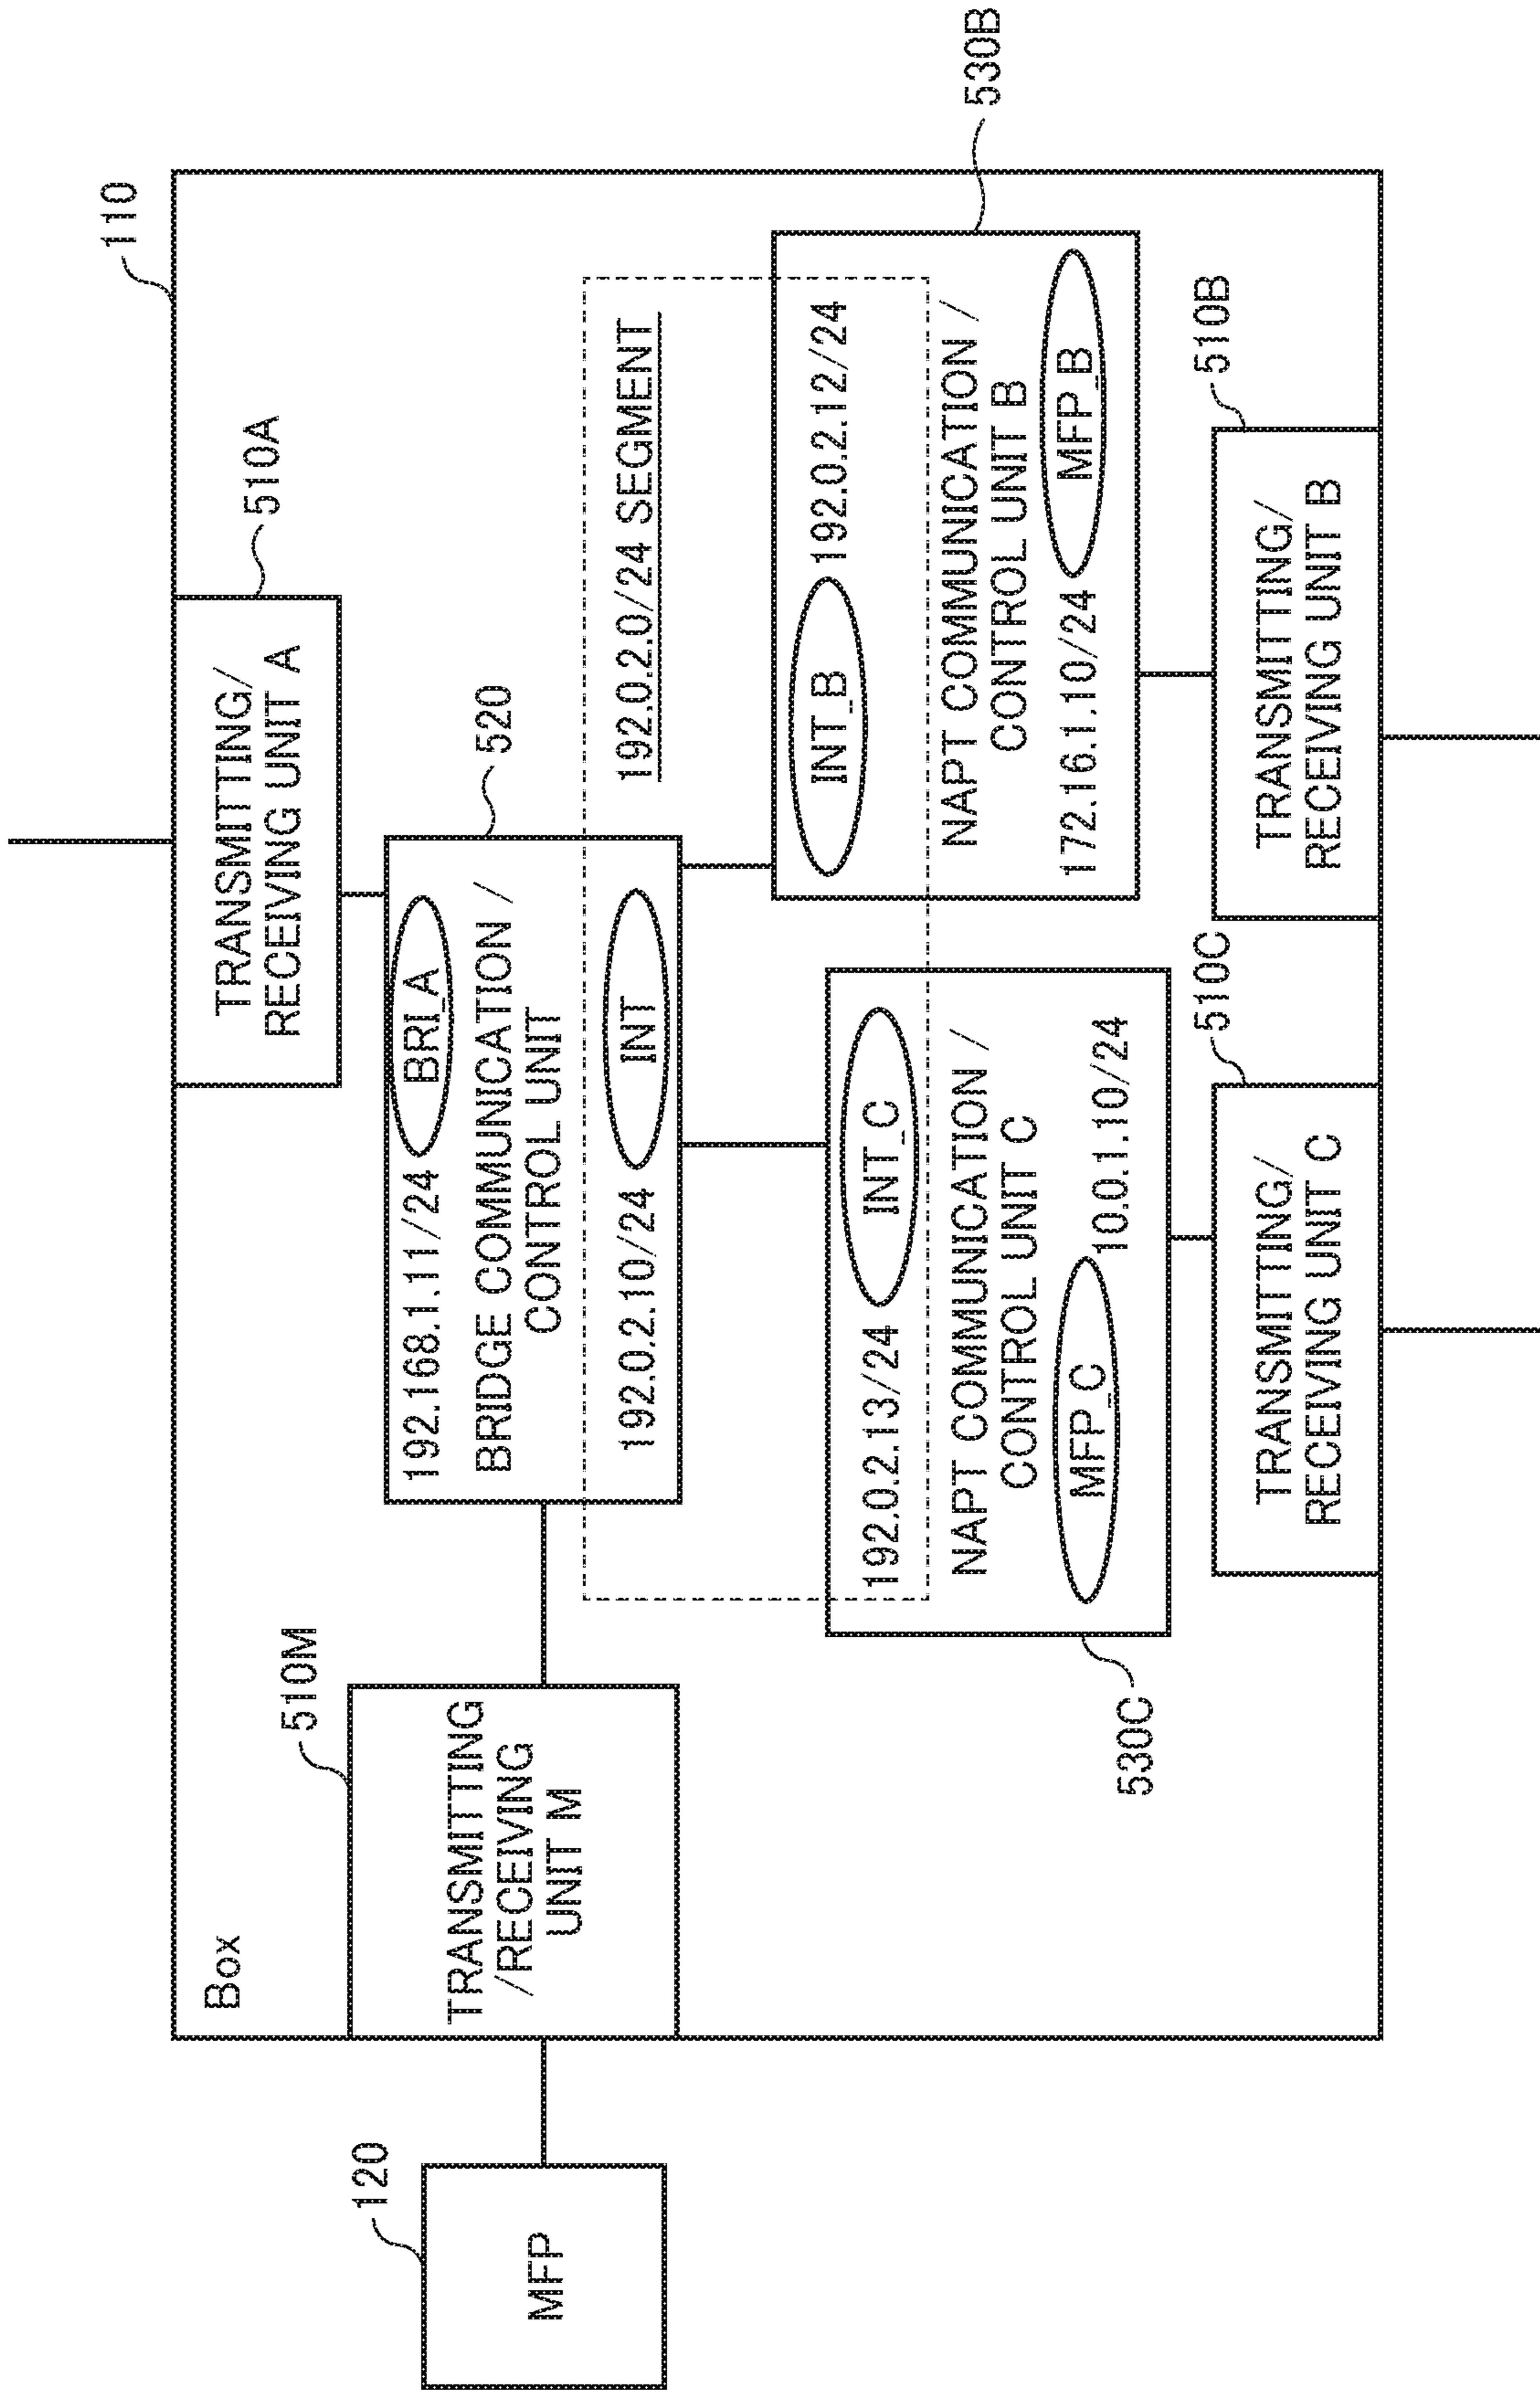 110
Box
510A
TRANSMITTING/
RECEIVING UNIT A
510M
TRANSMITTING
/RECEIVING
UNIT M
120
MFP
520
192.168.1.11/24
BRI_A
BRIDGE COMMUNICATION /
CONTROL UNIT
192.0.2.10/24
INT
192.0.2.0/24 SEGMENT
530B
INT_B
192.0.2.12/24
NAPT COMMUNICATION /
CONTROL UNIT B
172.16.1.10/24
MFP_B
192.0.2.13/24
INT_C
NAPT COMMUNICATION /
CONTROL UNIT C
MFP_C
10.0.1.10/24
530C
510C
TRANSMITTING/
RECEIVING UNIT C
510B
TRANSMITTING/
RECEIVING UNIT B